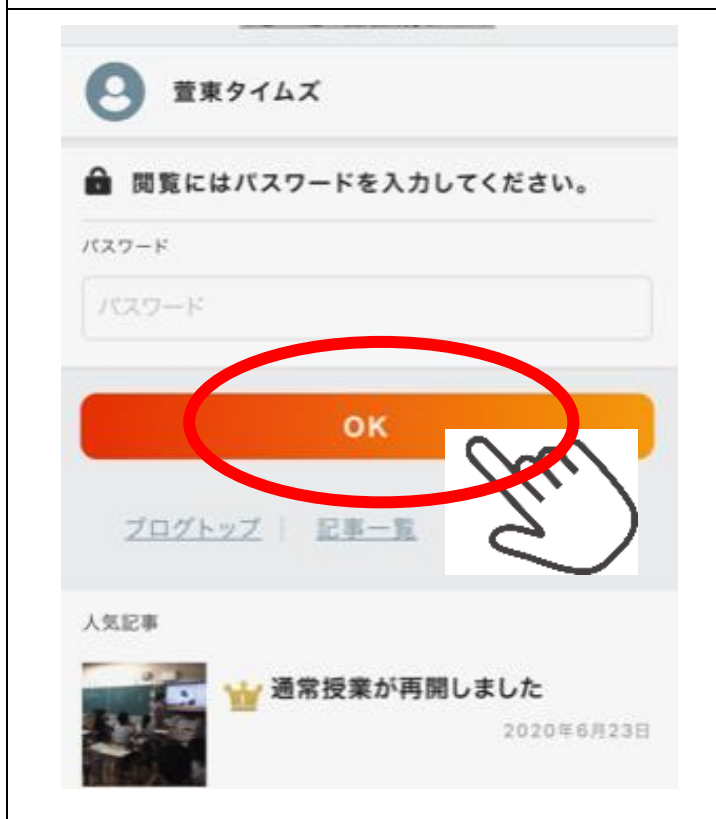 萱東タイムズ
閲覧にはパスワードを入力してください。
パスワード
パスワード
OK
ブログトップ
記事一覧
人気記事
1
通常授業が再開しました
2020年6月23日